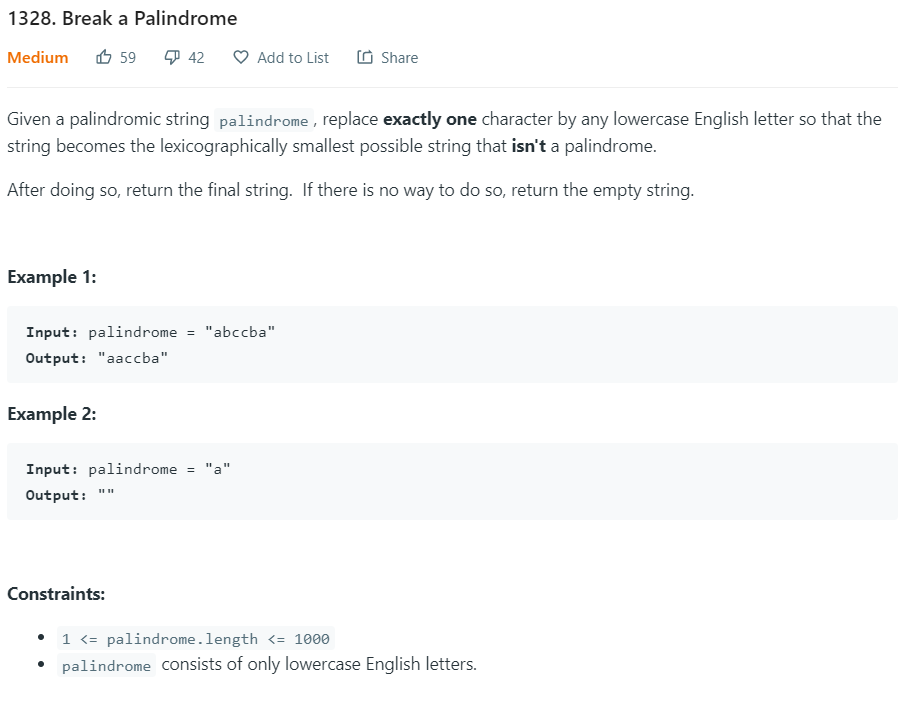 1328. Break a Palindrome
Medium 59 42 Add to List Share
Given a palindromic string palindrome, replace exactly one character by any lowercase English letter so that the
string becomes the lexicographically smallest possible string that isn't a palindrome.
After doing so, return the final string. If there is no way to do so, return the empty string.
Example 1:
Input: palindrome = "abccba"
Output: "aaccba"
Example 2:
Input: palindrome = "a"
Output: ""
Constraints:
• 1 <= palindrome.length <= 1000
• palindrome consists of only lowercase English letters.